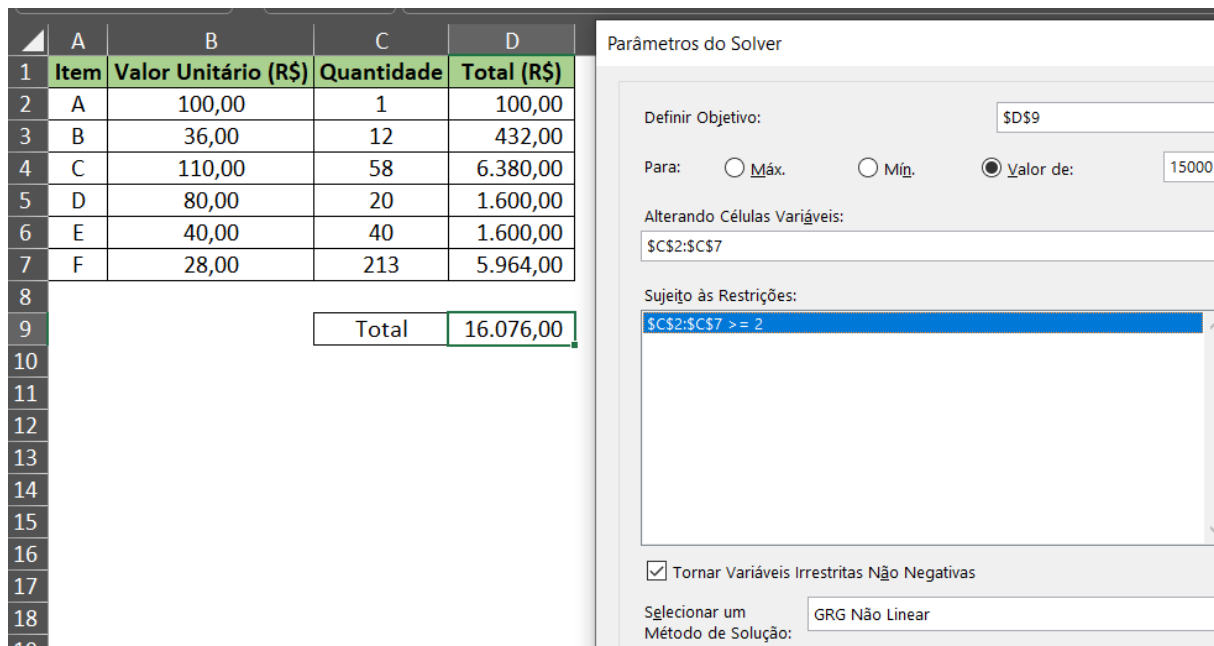 A B C D
1 Item Valor Unitário (R$) Quantidade Total (R$)
2 A 100,00 1 100,00
3 B 36,00 12 432,00
4 C 110,00 58 6.380,00
5 D 80,00 20 1.600,00
6 E 40,00 40 1.600,00
7 F 28,00 213 5.964,00
8
9 Total 16.076,00
10
11
12
13
14
15
16
17
18
Parâmetros do Solver
Definir Objetivo: $D$9
Para: Máx. Mín. Valor de: 15000
Alterando Células Variáveis:
$C$2:$C$7
Sujeito às Restrições:
$C$2:$C$7 >= 2
Tornar Variáveis Irrestritas Não Negativas
Selecionar um
Método de Solução:
GRG Não Linear